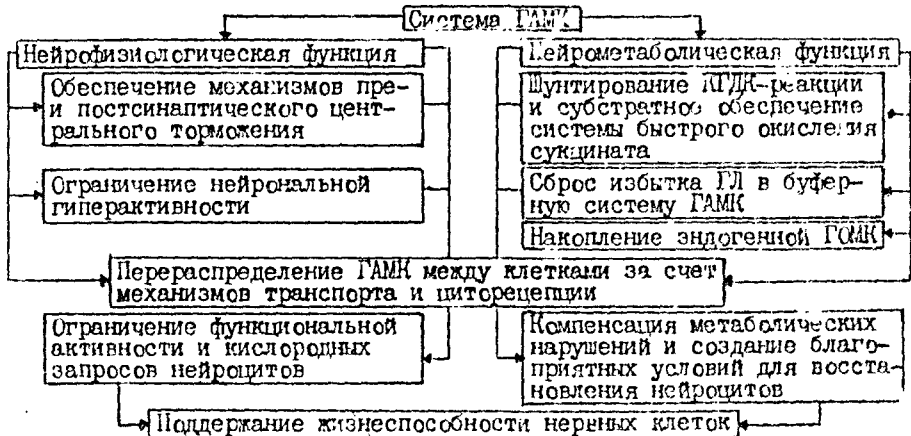 Система ГАМК
Нейрофизиологическая функция
Нейрометаболическая функция
Обеспечение механизмов пре-
и постсинаптического цент-
рального торможения
Шунтирование КГДК-реакции
и субстратное обеспечение
системы быстрого окисления
сукцината
Ограничение нейрональной
гиперактивности
Сброс избытка ГЛ в буфер-
ную систему ГАМК
Накопление эндогенной ГОМК
Перераспределение ГАМК между клетками за счет
механизмов транспорта и циторецепции
Ограничение функциональной
активности и кислородных
запросов нейроцитов
Компенсация метаболических
нарушений и создание благо-
приятных условий для восста-
новления нейроцитов
Поддержание жизнеспособности нервных клеток